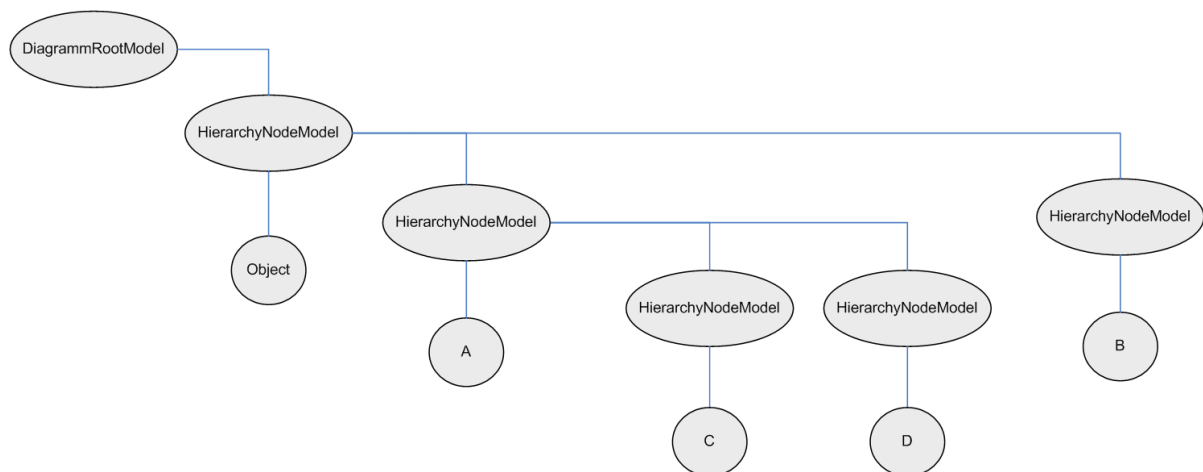 DiagrammRootModel
HierarchyNodeModel
HierarchyNodeModel
HierarchyNodeModel
Object
HierarchyNodeModel
HierarchyNodeModel
A
B
C
D